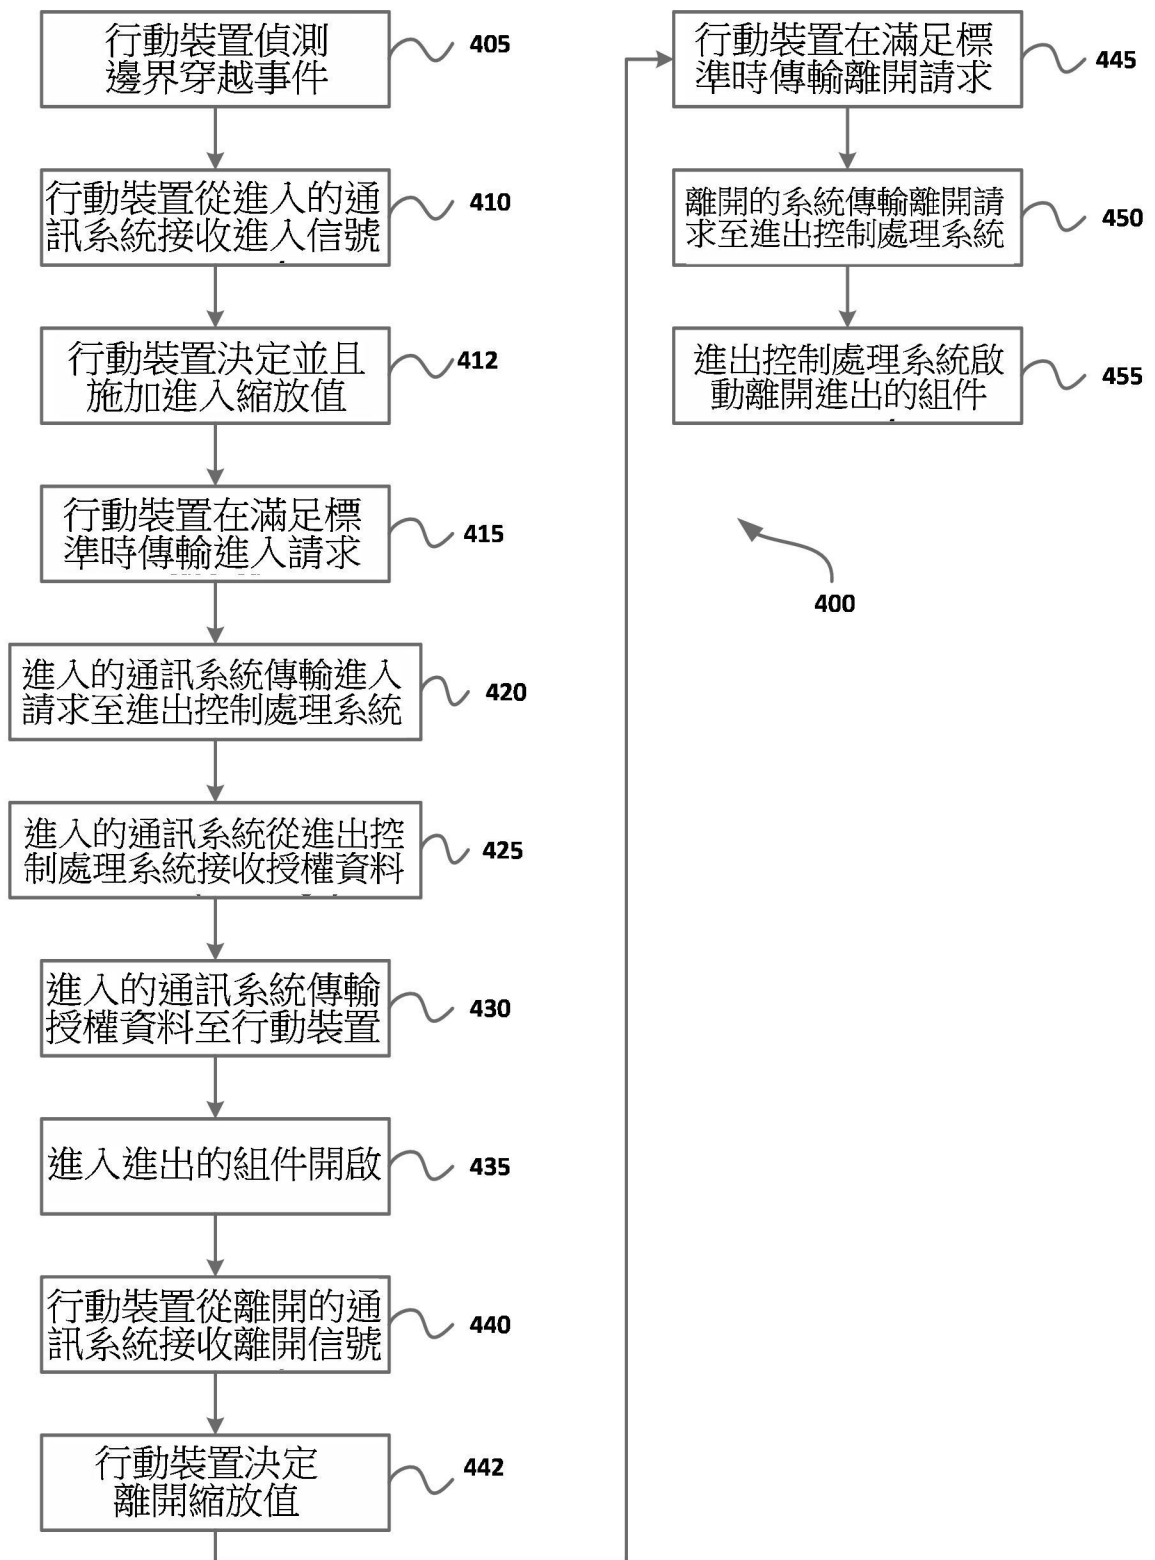 行動裝置偵測
邊界穿越事件
405
行動裝置從進入的通
訊系統接收進入信號
410
行動裝置決定並且
施加進入縮放值
412
行動裝置在滿足標
準時傳輸進入請求
415
進入的通訊系統傳輸進入
請求至進出控制處理系統
420
進入的通訊系統從進出控
制處理系統接收授權資料
425
進入的通訊系統傳輸
授權資料至行動裝置
430
進入進出的組件開啟
435
行動裝置從離開的通
訊系統接收離開信號
440
行動裝置決定
離開縮放值
442
行動裝置在滿足標
準時傳輸離開請求
445
離開的系統傳輸離開請
求至進出控制處理系統
450
進出控制處理系統啟
動離開進出的組件
455
400